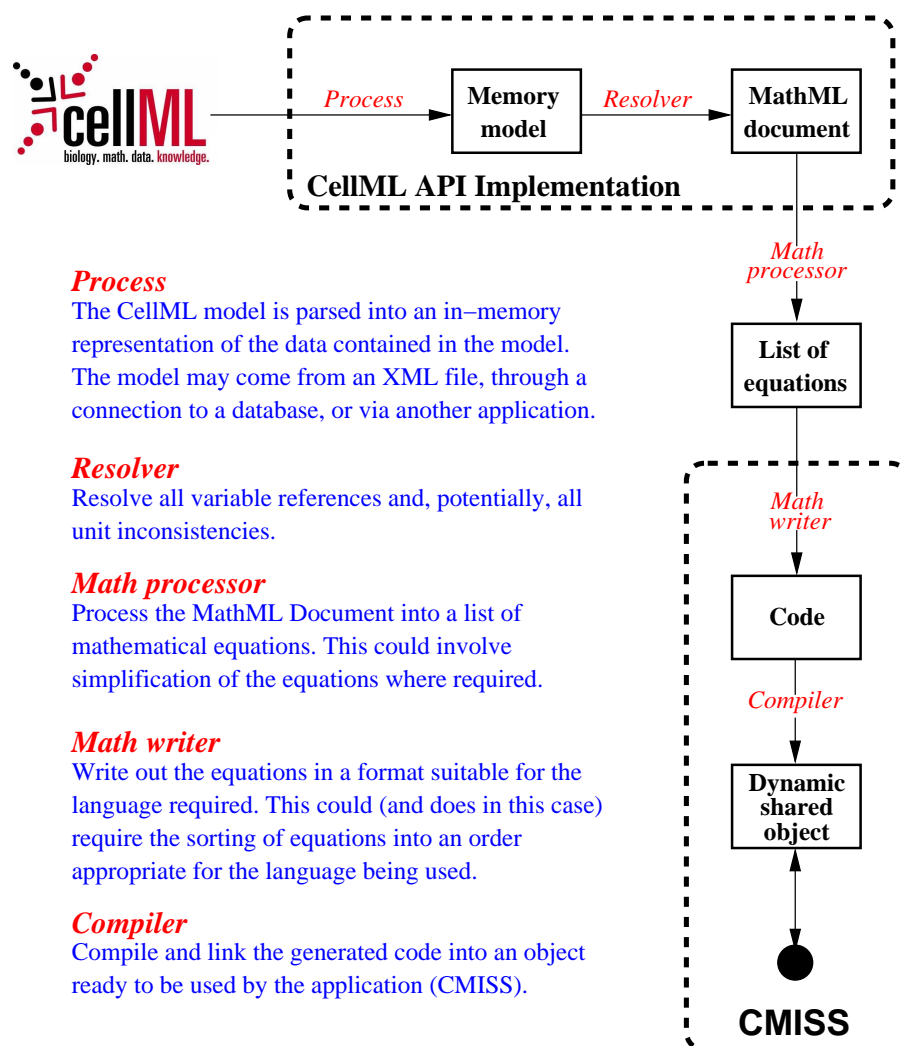 cellML
biology. math. data. knowledge.
Process
Memory
model
Resolver
MathML
document
CellML API Implementation
Math
processor
List of
equations
Math
writer
Code
Compiler
Dynamic
shared
object
CMISS
Process
The CellML model is parsed into an in−memory
representation of the data contained in the model.
The model may come from an XML file, through a
connection to a database, or via another application.
Resolver
Resolve all variable references and, potentially, all
unit inconsistencies.
Math processor
Process the MathML Document into a list of
mathematical equations. This could involve
simplification of the equations where required.
Math writer
Write out the equations in a format suitable for the
language required. This could (and does in this case)
require the sorting of equations into an order
appropriate for the language being used.
Compiler
Compile and link the generated code into an object
ready to be used by the application (CMISS).